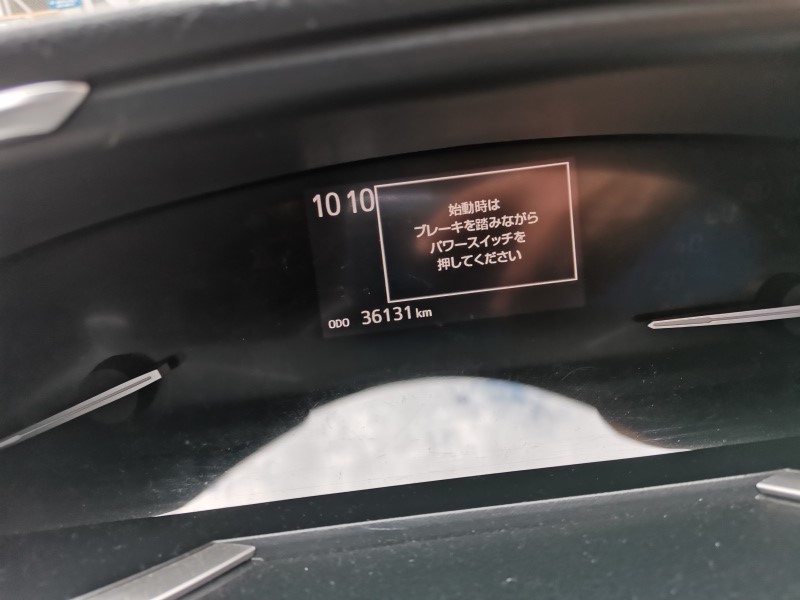 10 10
始動時は
ブレーキを踏みながら
パワースイッチを
押してください
ODO 36131 km